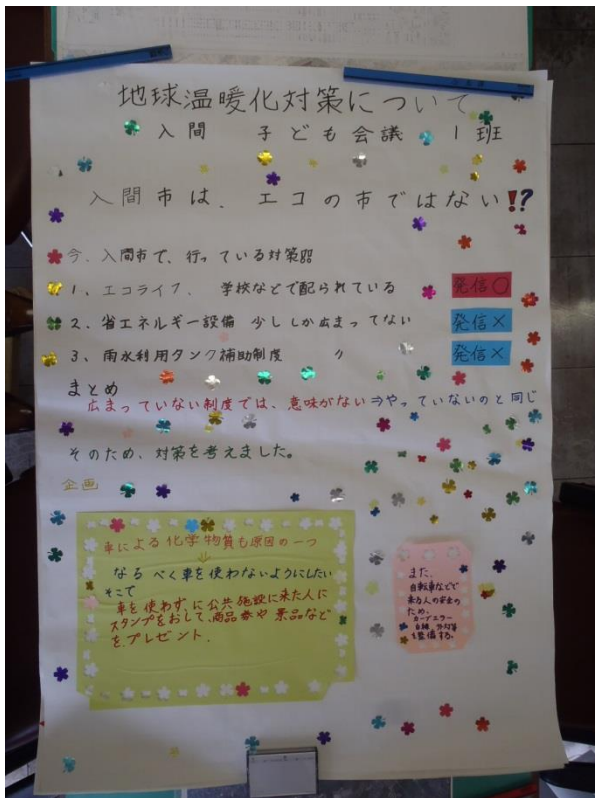 地球温暖化対策について
入間 子ども会議 1班
入間市は、エコの市ではない!?
今、入間市で、行っている対策
1、エコライフ、 学校などで配られている 発信○
2、省エネルギー設備 少ししか広まってない 発信×
3、雨水利用タンク補助制度 〃 発信×
まとめ
広まっていない制度では、意味がない⇒やっていないのと同じ
そのため、対策を考えました。
企画
車による化学物質も原因の一つ
↓
なるべく車を使わないようにしたい
そこで
車を使わずに公共施設に来た人に
スタンプをおして、商品券や景品など
をプレゼント.
また、
自転車などで
来る人の安全の
ため、
カーブミラー
を整備する。